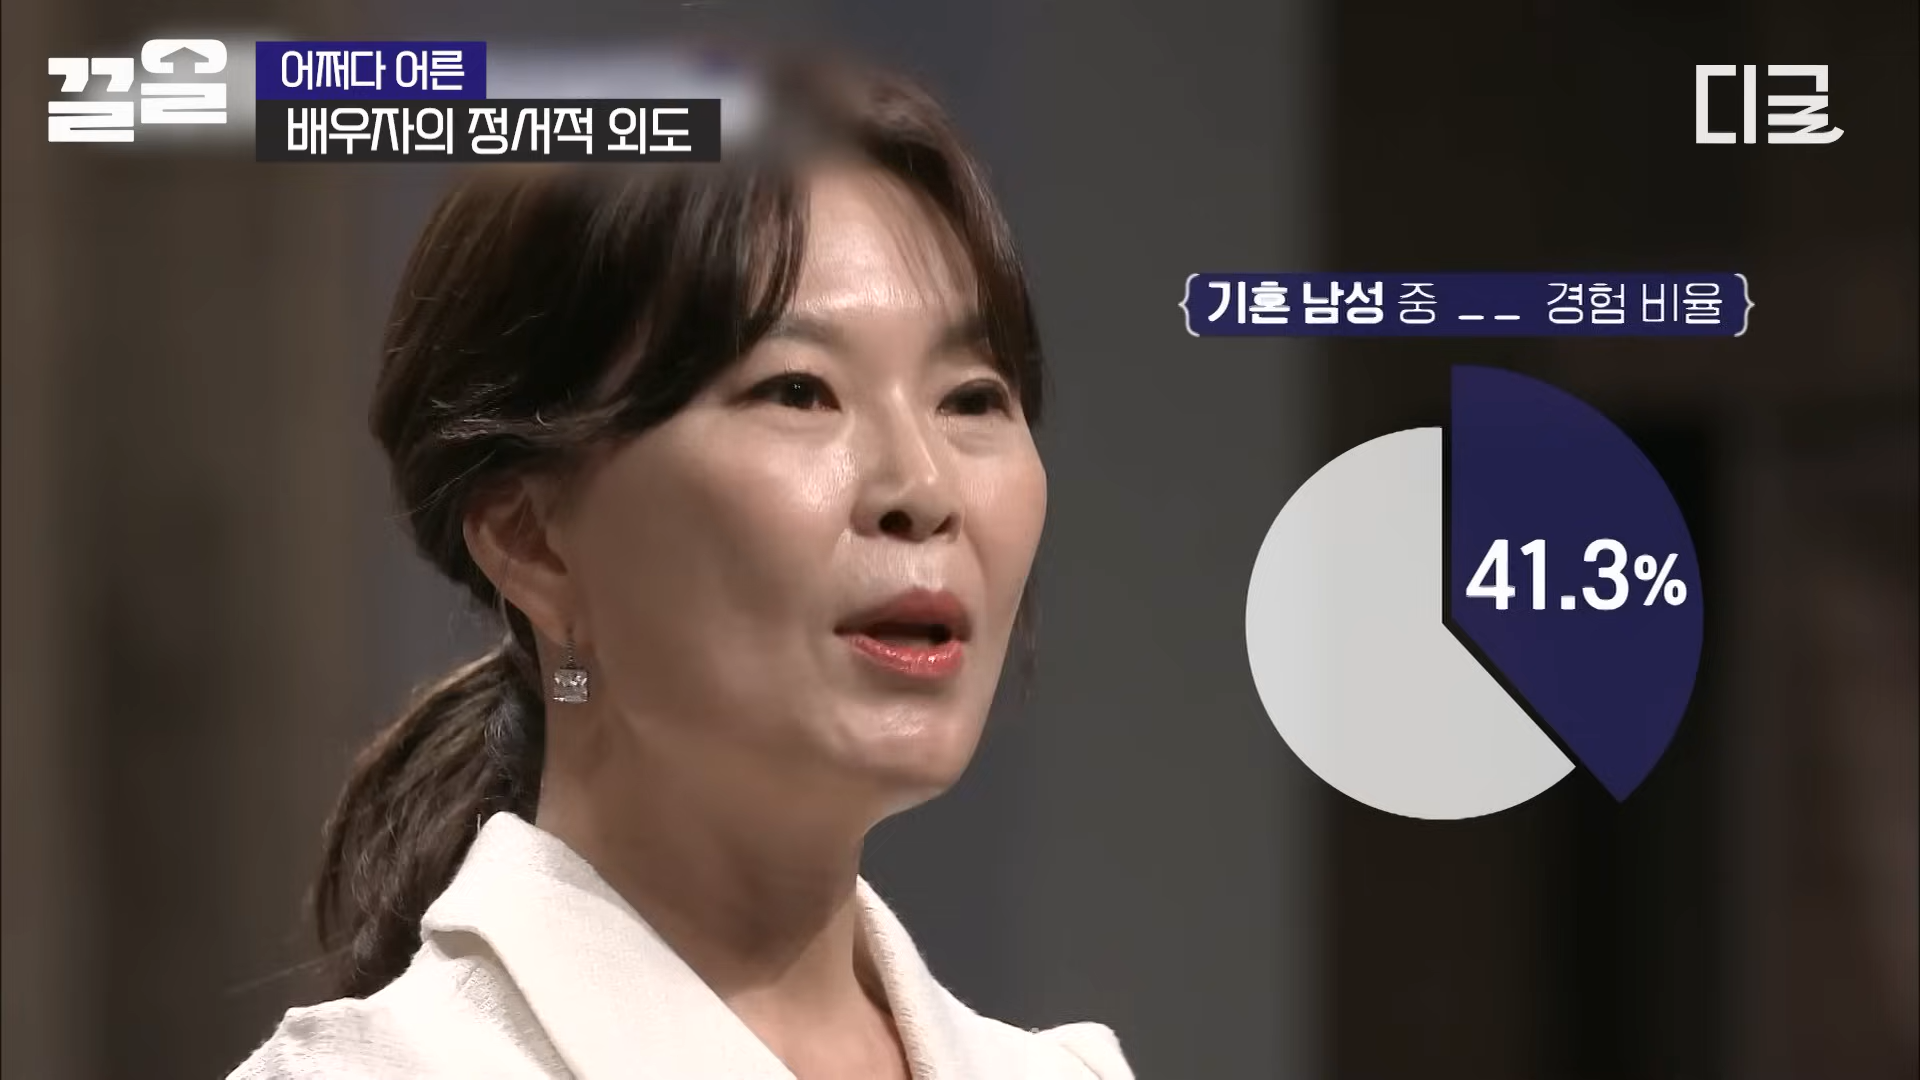 끌올
어쩌다 어른
배우자의 정서적 외도
디글
{기혼 남성 중 _ _ 경험 비율}
41.3%